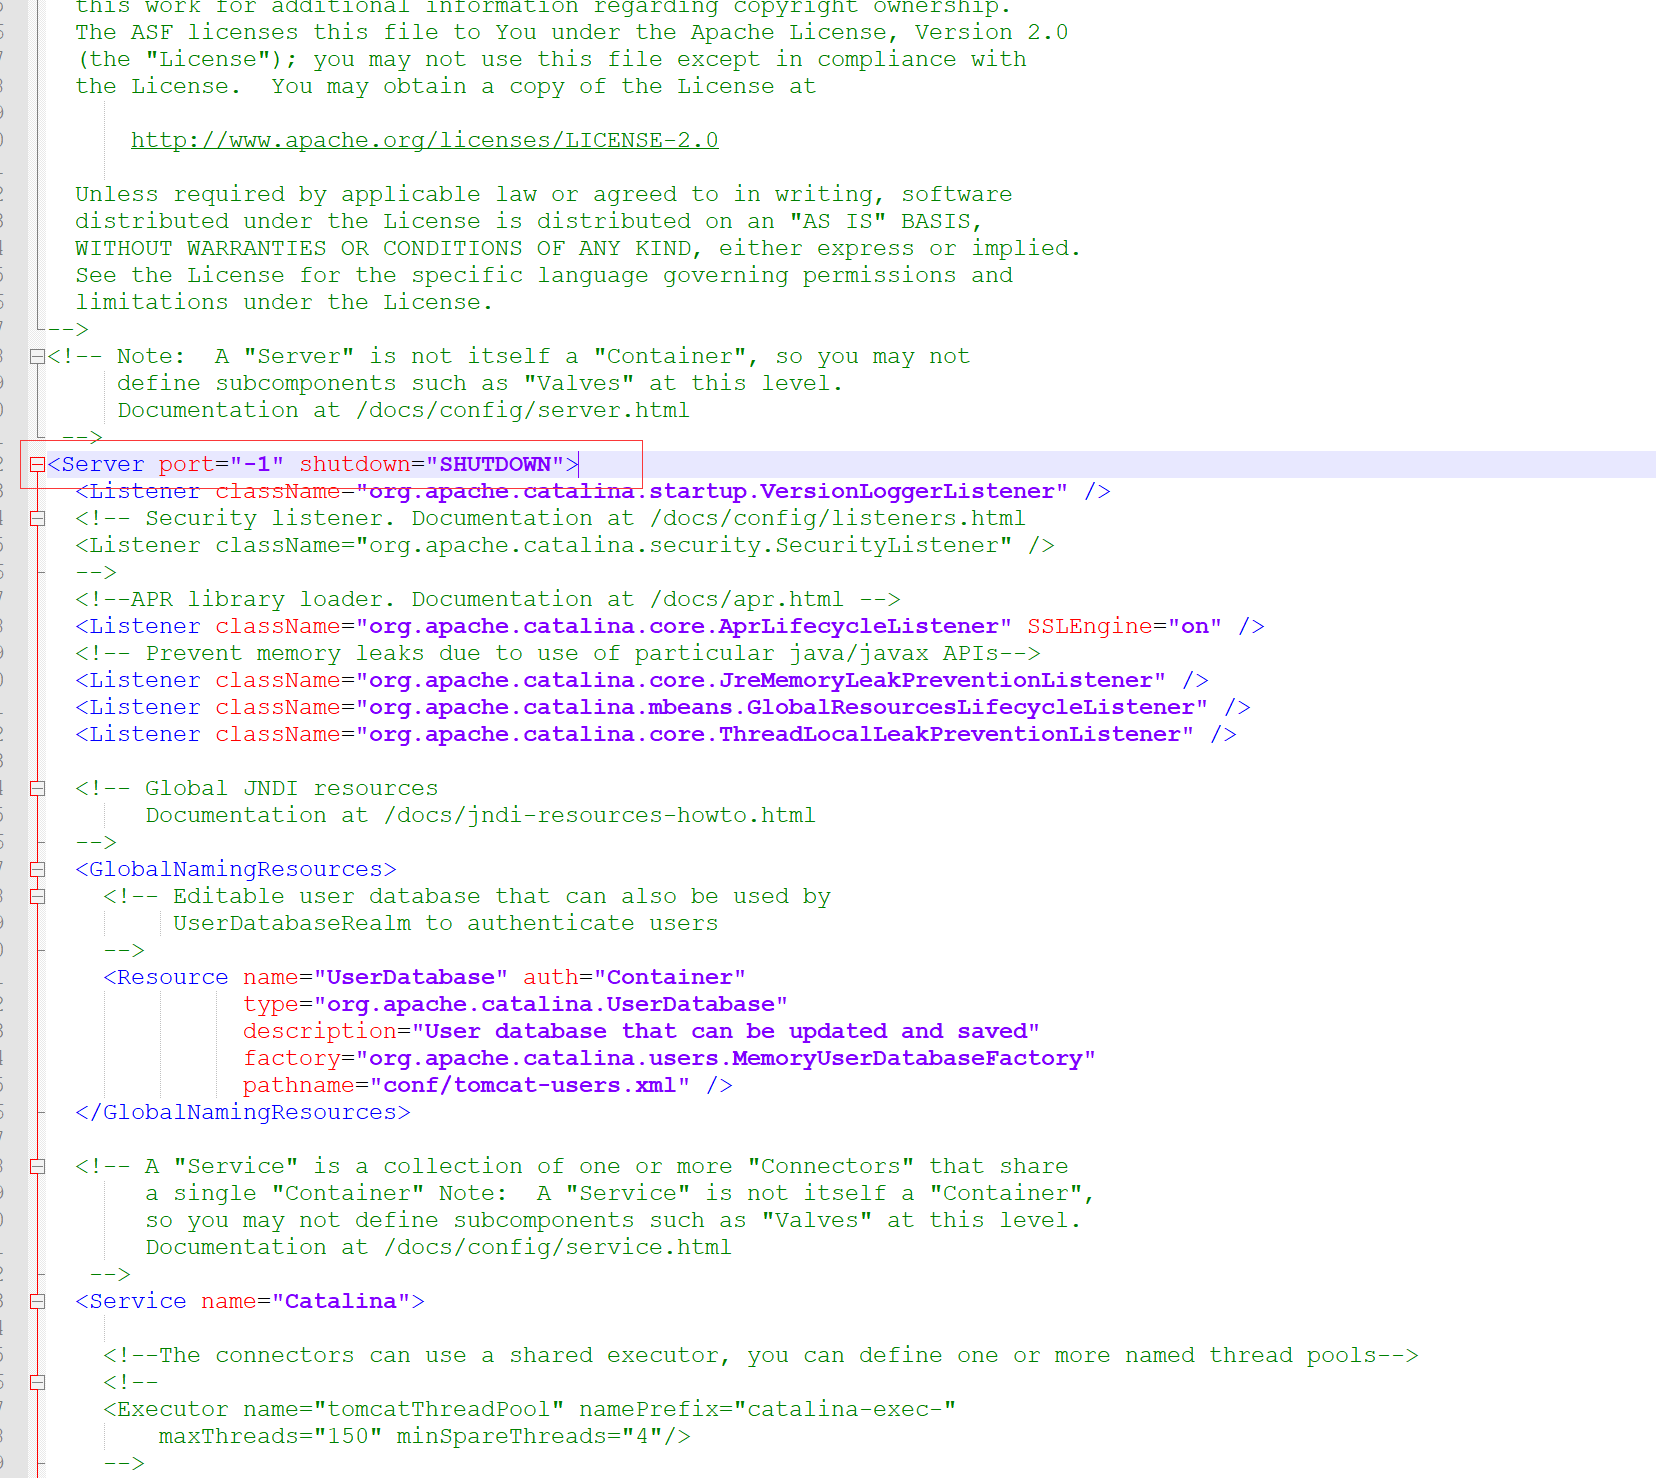 this work for additional information regarding copyright ownership.
The ASF licenses this file to You under the Apache License, Version 2.0
(the "License"); you may not use this file except in compliance with
the License.  You may obtain a copy of the License at
http://www.apache.org/licenses/LICENSE-2.0
Unless required by applicable law or agreed to in writing, software
distributed under the License is distributed on an "AS IS" BASIS,
WITHOUT WARRANTIES OR CONDITIONS OF ANY KIND, either express or implied.
See the License for the specific language governing permissions and
limitations under the License.
-->
<!-- Note:  A "Server" is not itself a "Container", so you may not
define subcomponents such as "Valves" at this level.
Documentation at /docs/config/server.html
-->
<Server port="-1" shutdown="SHUTDOWN">
<Listener className="org.apache.catalina.startup.VersionLoggerListener" />
<!-- Security listener. Documentation at /docs/config/listeners.html
<Listener className="org.apache.catalina.security.SecurityListener" />
-->
<!--APR library loader. Documentation at /docs/apr.html -->
<Listener className="org.apache.catalina.core.AprLifecycleListener" SSLEngine="on" />
<!-- Prevent memory leaks due to use of particular java/javax APIs-->
<Listener className="org.apache.catalina.core.JreMemoryLeakPreventionListener" />
<Listener className="org.apache.catalina.mbeans.GlobalResourcesLifecycleListener" />
<Listener className="org.apache.catalina.core.ThreadLocalLeakPreventionListener" />
<!-- Global JNDI resources
Documentation at /docs/jndi-resources-howto.html
-->
<GlobalNamingResources>
<!-- Editable user database that can also be used by
UserDatabaseRealm to authenticate users
-->
<Resource name="UserDatabase" auth="Container"
type="org.apache.catalina.UserDatabase"
description="User database that can be updated and saved"
factory="org.apache.catalina.users.MemoryUserDatabaseFactory"
pathname="conf/tomcat-users.xml" />
</GlobalNamingResources>
<!-- A "Service" is a collection of one or more "Connectors" that share
a single "Container" Note:  A "Service" is not itself a "Container",
so you may not define subcomponents such as "Valves" at this level.
Documentation at /docs/config/service.html
-->
<Service name="Catalina">
<!--The connectors can use a shared executor, you can define one or more named thread pools-->
<!--
<Executor name="tomcatThreadPool" namePrefix="catalina-exec-"
maxThreads="150" minSpareThreads="4"/>
-->